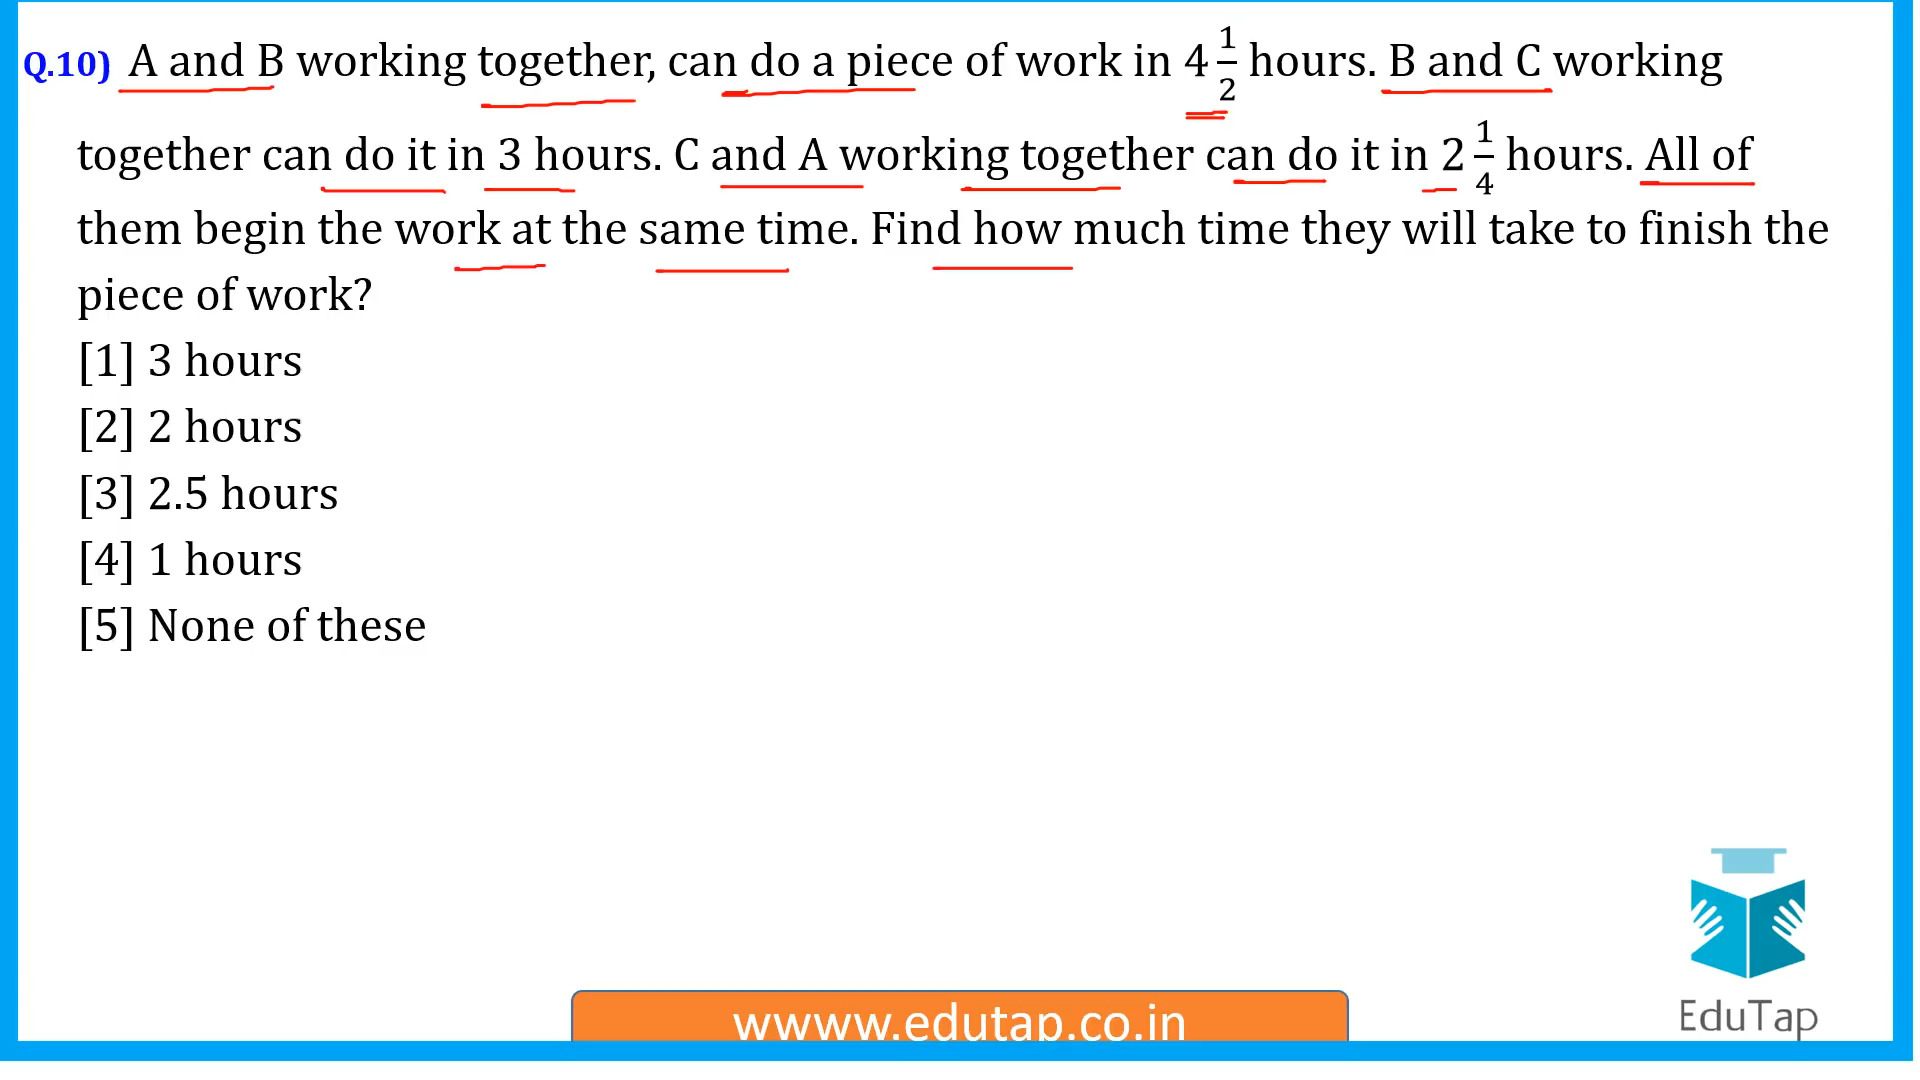 Q.10) A and B working together, can do a piece of work in 4 1/2 hours. B and C working
together can do it in 3 hours. C and A working together can do it in 2 1/4 hours. All of
them begin the work at the same time. Find how much time they will take to finish the
piece of work?
[1] 3 hours
[2] 2 hours
[3] 2.5 hours
[4] 1 hours
[5] None of these
EduTap
wwww.edutap.co.in